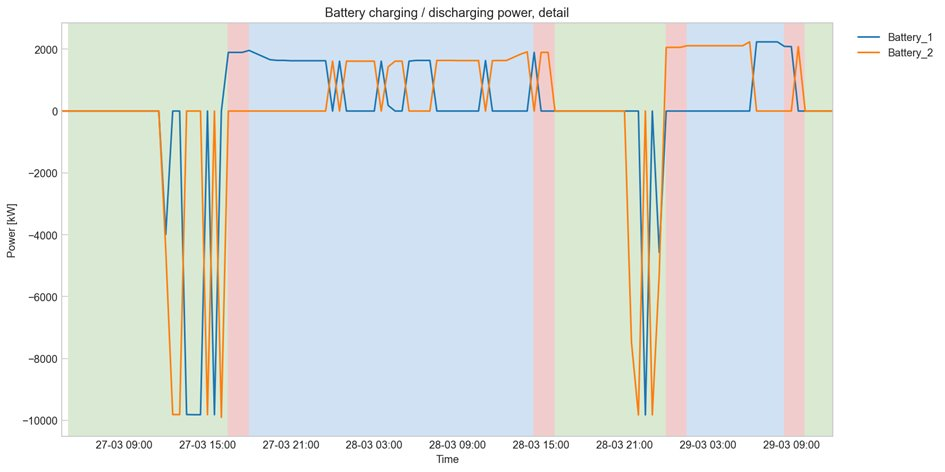 Battery charging / discharging power, detail
Battery_1
Battery_2
2000
0
−2000
−4000
−6000
−8000
−10000
Power [kW]
27-03 09:00 27-03 15:00 27-03 21:00 28-03 03:00 28-03 09:00 28-03 15:00 28-03 21:00 29-03 03:00 29-03 09:00
Time